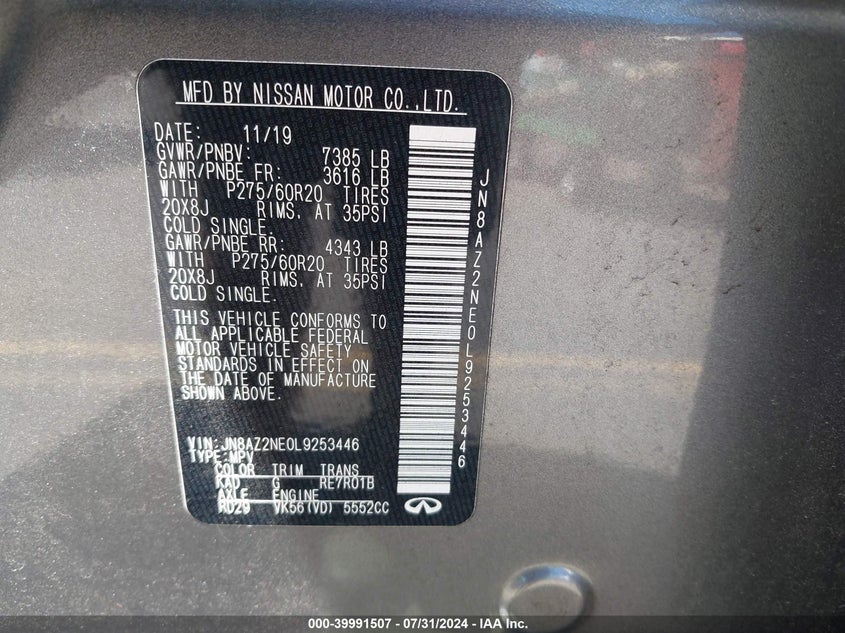 MFD BY NISSAN MOTOR CO.,LTD.
DATE: 11/19
GVWR/PNBV: 7385 LB
GAWR/PNBE FR: 3616 LB
WITH P275/60R20 TIRES
20X8J RIMS, AT 35PSI
COLD SINGLE.
GAWR/PNBE RR: 4343 LB
WITH P275/60R20 TIRES
20X8J RIMS, AT 35PSI
COLD SINGLE.
THIS VEHICLE CONFORMS TO
ALL APPLICABLE FEDERAL
MOTOR VEHICLE SAFETY
STANDARDS IN EFFECT ON
THE DATE OF MANUFACTURE
SHOWN ABOVE.
VIN:JN8AZ2NE0L9253446
TYPE:MPV
COLOR TRIM TRANS
KAD G RE7R01B
AXLE ENGINE
RD29 VK56(VD) 5552CC
JN8AZ2NE0L9253446
000-39991507 - 07/31/2024 - IAA Inc.